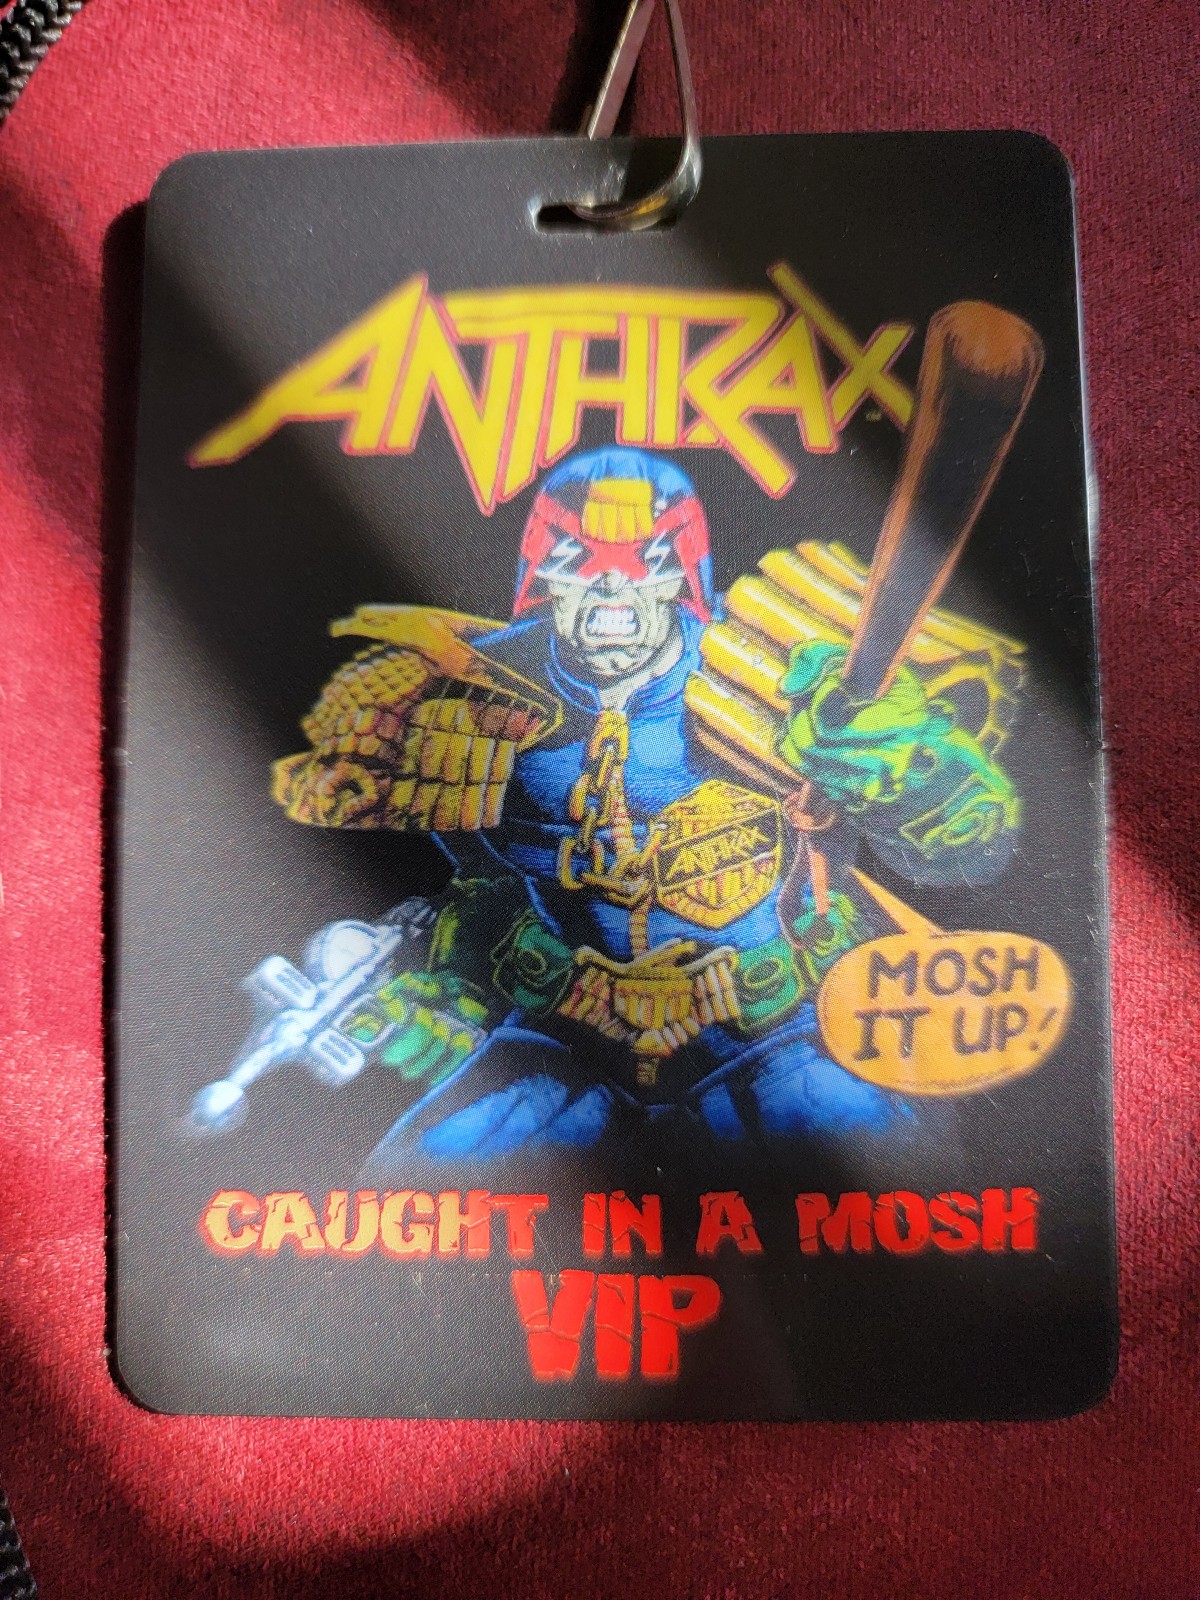 ANTHRAX
ANTHRAX
MOSH
IT UP!
CAUGHT IN A MOSH
VIP